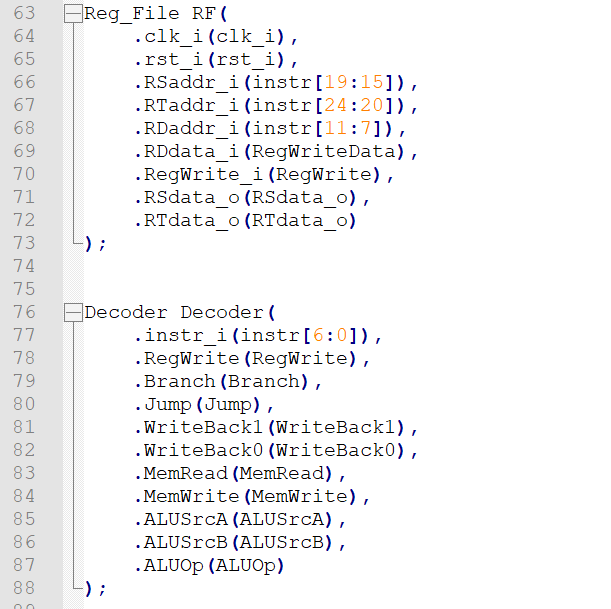 63 Reg_File RF(
64     .clk_i(clk_i),
65     .rst_i(rst_i),
66     .RSaddr_i(instr[19:15]),
67     .RTaddr_i(instr[24:20]),
68     .RDaddr_i(instr[11:7]),
69     .RDdata_i(RegWriteData),
70     .RegWrite_i(RegWrite),
71     .RSdata_o(RSdata_o),
72     .RTdata_o(RTdata_o)
73 );
74
75
76 Decoder Decoder(
77     .instr_i(instr[6:0]),
78     .RegWrite(RegWrite),
79     .Branch(Branch),
80     .Jump(Jump),
81     .WriteBack1(WriteBack1),
82     .WriteBack0(WriteBack0),
83     .MemRead(MemRead),
84     .MemWrite(MemWrite),
85     .ALUSrcA(ALUSrcA),
86     .ALUSrcB(ALUSrcB),
87     .ALUOp(ALUOp)
88 );